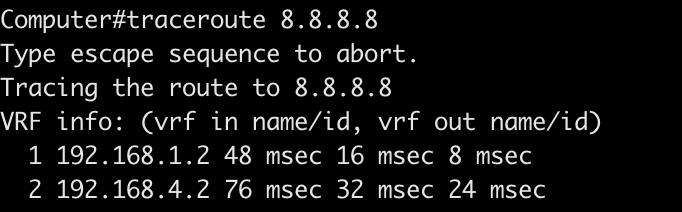 Computer#traceroute 8.8.8.8
Type escape sequence to abort.
Tracing the route to 8.8.8.8
VRF info: (vrf in name/id, vrf out name/id)
  1 192.168.1.2 48 msec 16 msec 8 msec
  2 192.168.4.2 76 msec 32 msec 24 msec